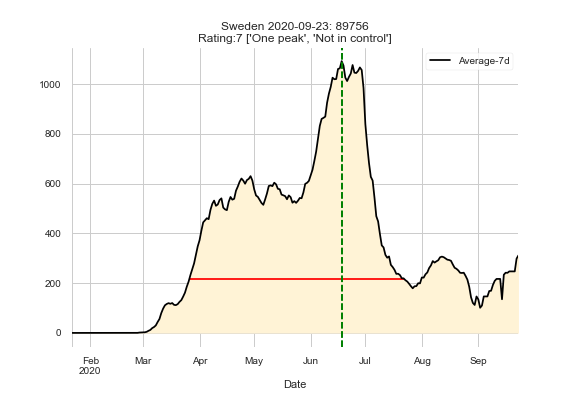 Sweden 2020-09-23: 89756
Rating:7 ['One peak', 'Not in control']
Average-7d
1000
800
600
400
200
0
Feb Mar Apr May Jun Jul Aug Sep
2020
Date